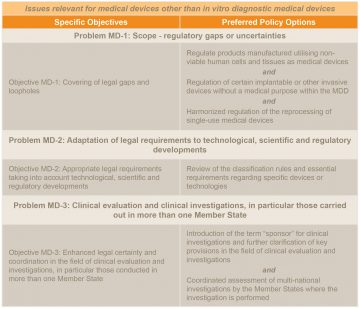 Issues relevant for medical devices other than in vitro diagnostic medical devices
Specific Objectives
Preferred Policy Options
Problem MD-1: Scope - regulatory gaps or uncertainties
Objective MD-1: Covering of legal gaps and
loopholes
Regulate products manufactured utilising non-
viable human cells and tissues as medical devices
and
Regulation of certain implantable or other invasive
devices without a medical purpose within the MDD
and
Harmonized regulation of the reprocessing of
single-use medical devices
Problem MD-2: Adaptation of legal requirements to technological, scientific and regulatory
developments
Objective MD-2: Appropriate legal requirements
taking into account technological, scientific and
regulatory developments
Review of the classification rules and essential
requirements regarding specific devices or
technologies
Problem MD-3: Clinical evaluation and clinical investigations, in particular those carried
out in more than one Member State
Objective MD-3: Enhanced legal certainty and
coordination in the field of clinical evaluation and
investigations, in particular those conducted in
more than one Member State
Introduction of the term "sponsor" for clinical
investigations and further clarification of key
provisions in the field of clinical evaluation and
investigations
and
Coordinated assessment of multi-national
investigations by the Member States where the
investigation is performed